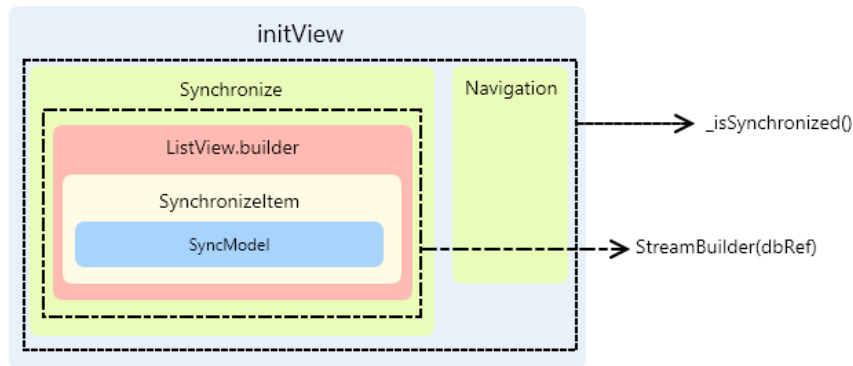 initView
Synchronize
Navigation
_isSynchronized()
ListView.builder
SynchronizeItem
SyncModel
StreamBuilder(dbRef)